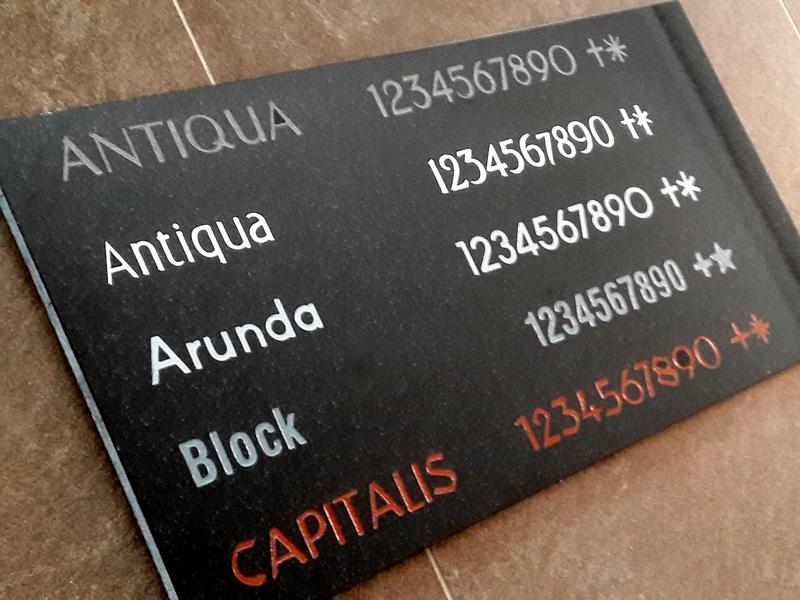 ANTIQUA 1234567890 †*
Antiqua 1234567890 †*
Arunda 1234567890 †*
Block 1234567890 †★
CAPITALIS 1234567890 †*